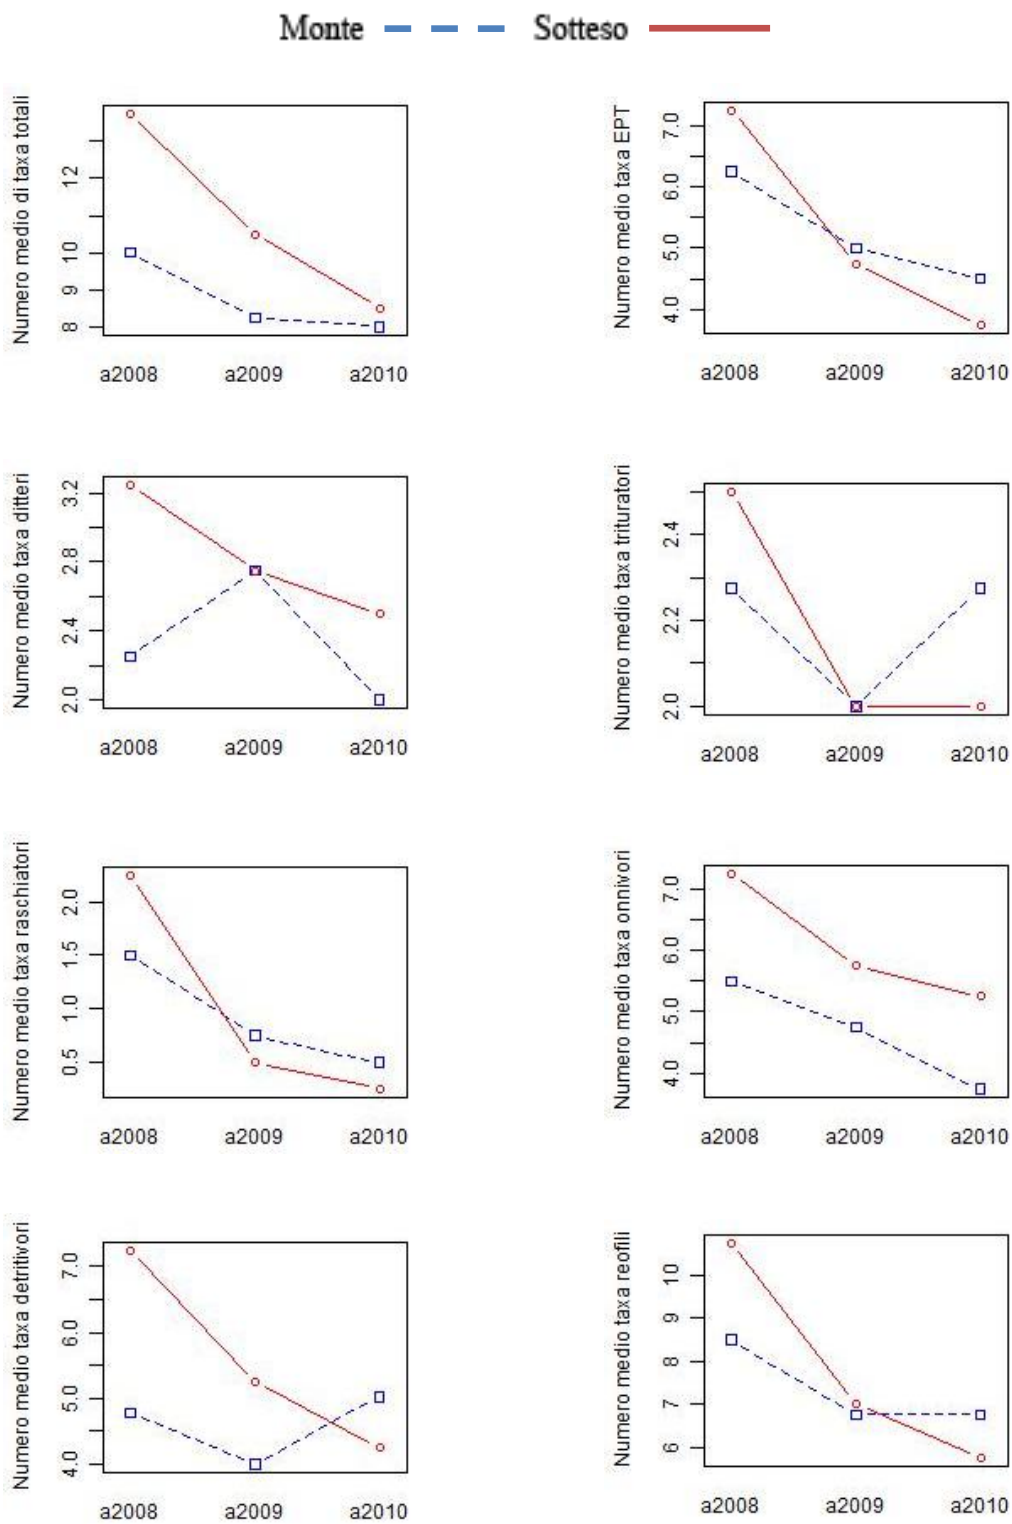 Monte Sotteso
Numero medio di taxa totali
12
10
9
8
a2008 a2009 a2010
Numero medio taxa EPT
7.0
6.0
5.0
4.0
a2008 a2009 a2010
Numero medio taxa ditteri
3.2
2.8
2.4
2.0
a2008 a2009 a2010
Numero medio taxa trituratori
2.4
2.2
2.0
a2008 a2009 a2010
Numero medio taxa raschiatori
2.0
1.5
1.0
0.5
a2008 a2009 a2010
Numero medio taxa onnivori
7.0
6.0
5.0
4.0
a2008 a2009 a2010
Numero medio taxa detritivori
7.0
6.0
5.0
4.0
a2008 a2009 a2010
Numero medio taxa reofili
10
9
8
7
6
a2008 a2009 a2010